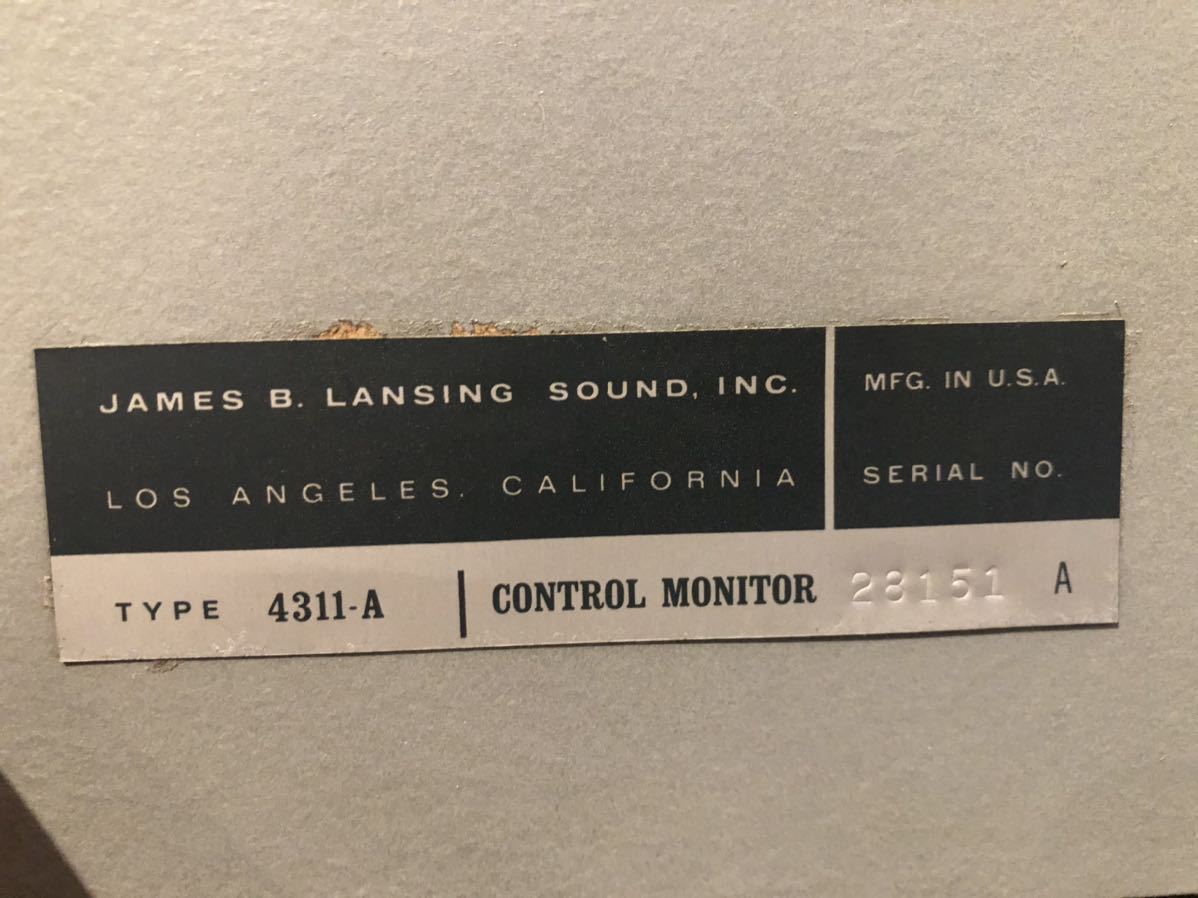 JAMES B. LANSING SOUND, INC.
LOS ANGELES, CALIFORNIA
MFG. IN U.S.A.
SERIAL NO.
TYPE 4311-A | CONTROL MONITOR 28151 A